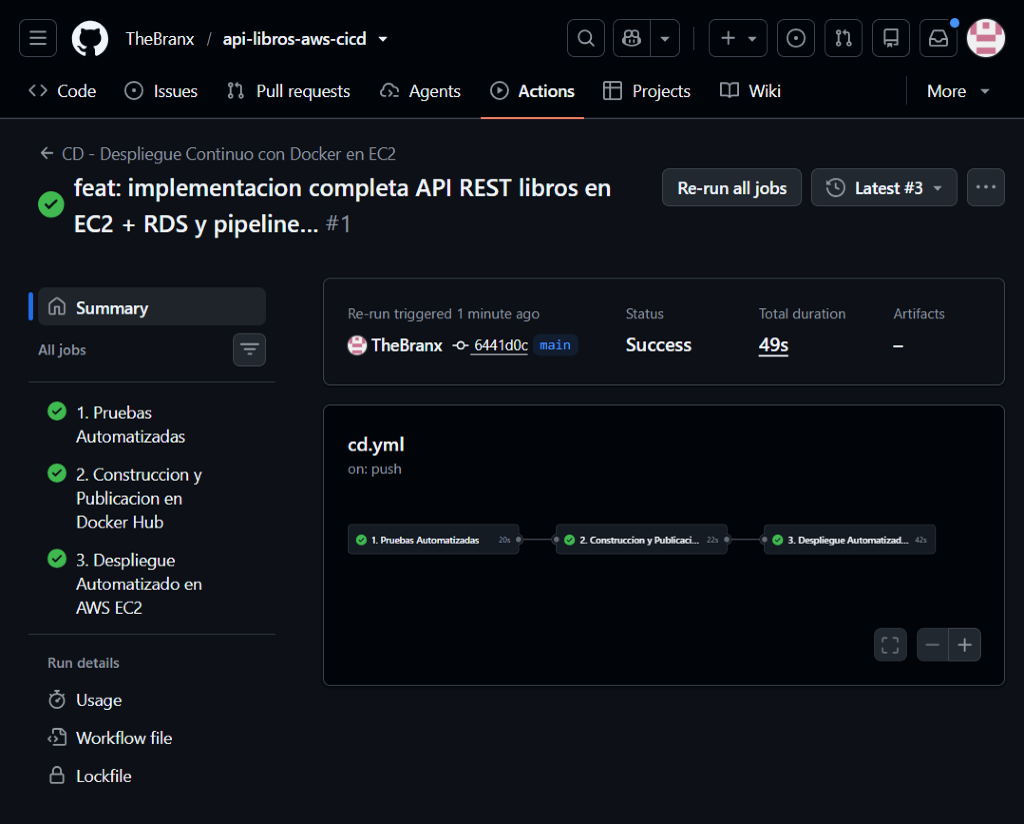 TheBranx / api-libros-aws-cicd
Code Issues Pull requests Agents Actions Projects Wiki More
CD - Despliegue Continuo con Docker en EC2
feat: implementacion completa API REST libros en
EC2 + RDS y pipeline... #1
Re-run all jobs
Latest #3
Summary
All jobs
1. Pruebas
Automatizadas
2. Construccion y
Publicacion en
Docker Hub
3. Despliegue
Automatizado en
AWS EC2
Run details
Usage
Workflow file
Lockfile
Re-run triggered 1 minute ago
TheBranx 6441d0c main
Status
Success
Total duration
49s
Artifacts
–
cd.yml
on: push
1. Pruebas Automatizadas 20s
2. Construccion y Publicaci... 22s
3. Despliegue Automatizad... 42s